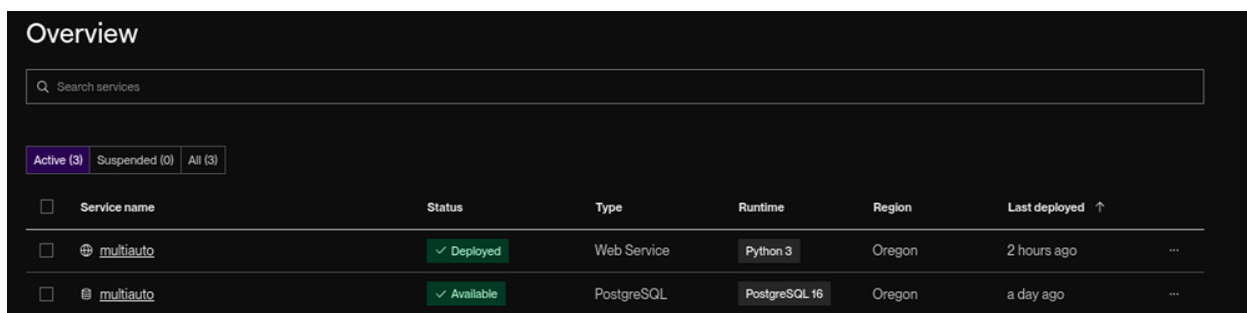 Overview
Search services
Active (3) Suspended (0) All (3)
Service name Status Type Runtime Region Last deployed ↑
multiauto ✓ Deployed Web Service Python 3 Oregon 2 hours ago ...
multiauto ✓ Available PostgreSQL PostgreSQL 16 Oregon a day ago ...